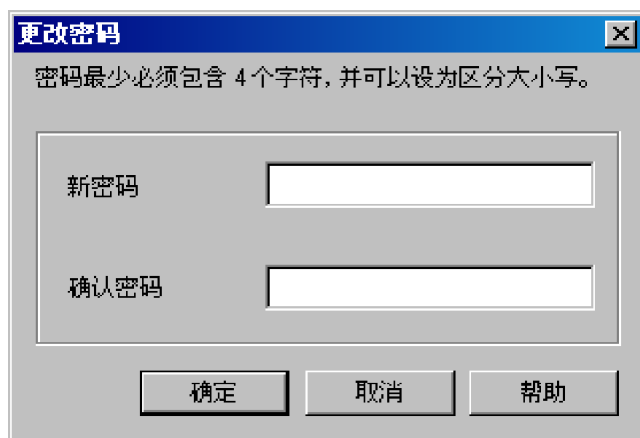 更改密码
密码最少必须包含 4 个字符, 并可以设为区分大小写。
新密码
确认密码
确定 取消 帮助